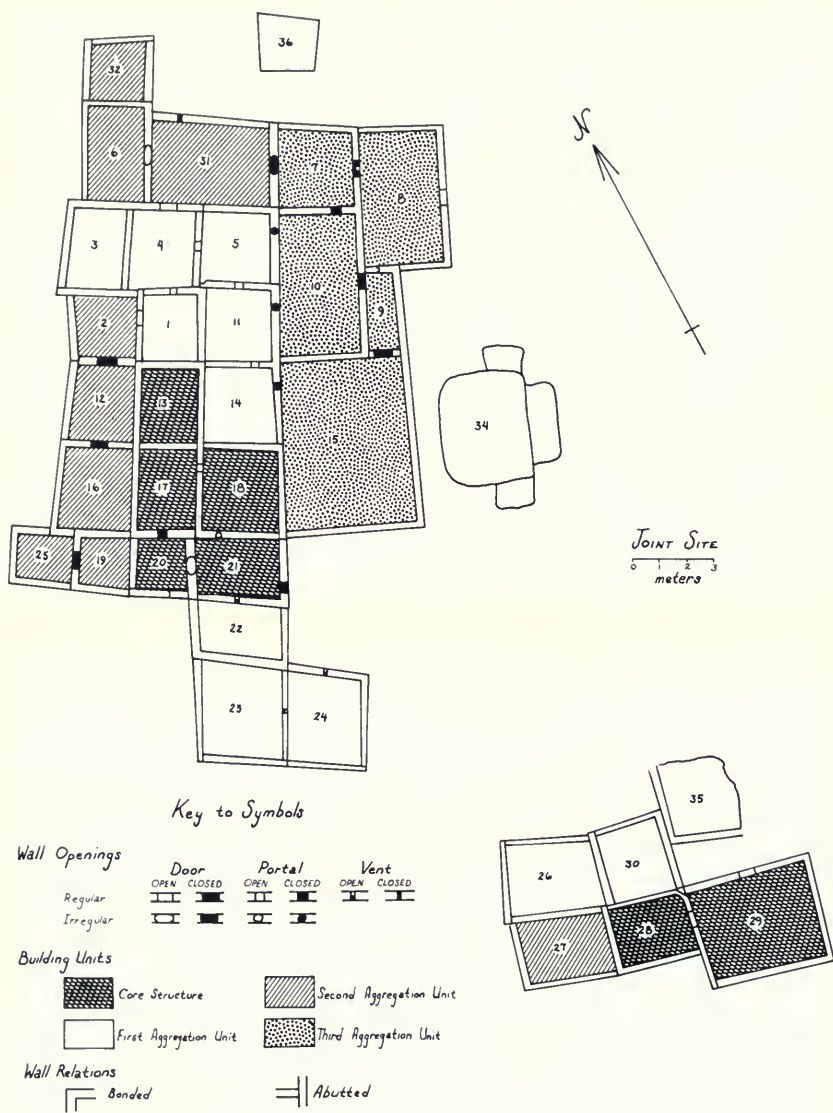 36
32
N
6
31
7
8
3
4
5
10
2
1
11
9
12
13
14
34
15
16
17
18
JOINT SITE
0 1 2 3
meters
25
19
20
21
22
23
24
35
Key to Symbols
26
30
Wall Openings
Door Portal Vent
OPEN CLOSED OPEN CLOSED OPEN CLOSED
Regular
Irregular
27
28
29
Building Units
Core Structure
Second Aggregation Unit
First Aggregation Unit
Third Aggregation Unit
Wall Relations
Bonded
Abutted